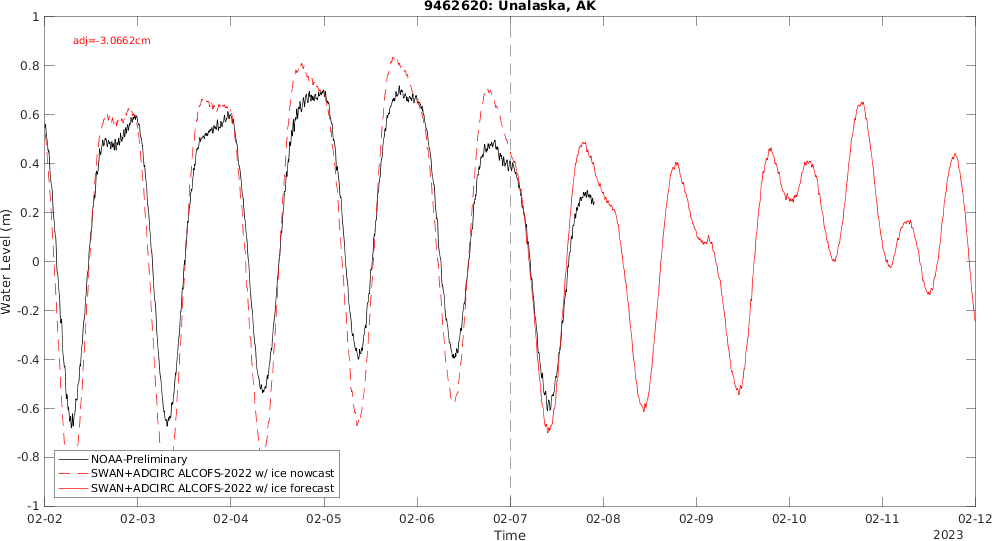 9462620: Unalaska, AK
adj=-3.0662cm
1
0.8
0.6
0.4
0.2
0
-0.2
-0.4
-0.6
-0.8
-1
Water Level (m)
NOAA-Preliminary
SWAN+ADCIRC ALCOFS-2022 w/ ice nowcast
SWAN+ADCIRC ALCOFS-2022 w/ ice forecast
02-02 02-03 02-04 02-05 02-06 02-07 02-08 02-09 02-10 02-11 02-12
Time
2023